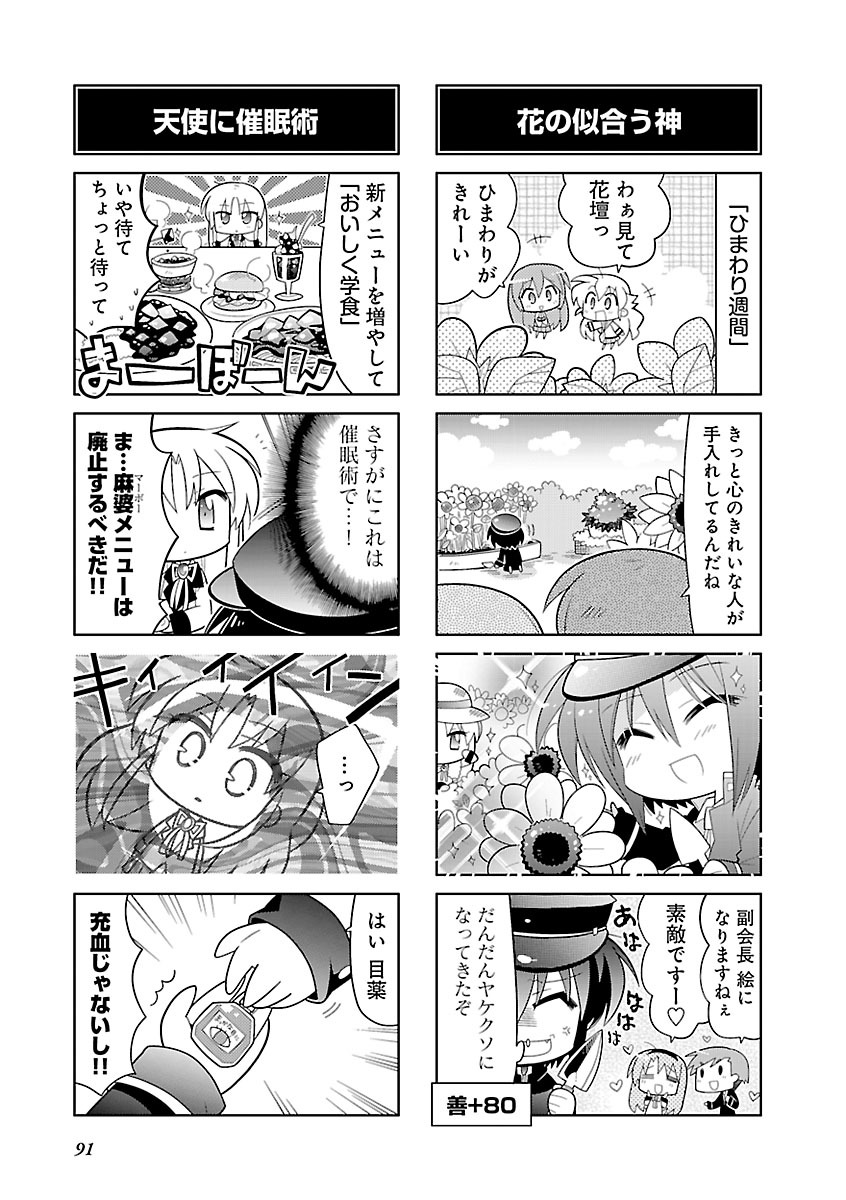 花の似合う神
「ひまわり週間」
わぁ見て
花壇っ
ひまわりが
きれーい
きっと心のきれいな人が
手入れしてるんだね
副会長 絵に
なりますねぇ
素敵ですー♡
あは
はは
だんだんヤケクソに
なってきたぞ
善+80
天使に催眠術
新メニューを増やして
「おいしく学食」
いや待て
ちょっと待って
まーぼーん
さすがにこれは
催眠術で…!
ま…麻婆メニューは
マーボー
廃止するべきだ!!
キィイイィィーン
…っ
はい 目薬
充血じゃないし!!
91